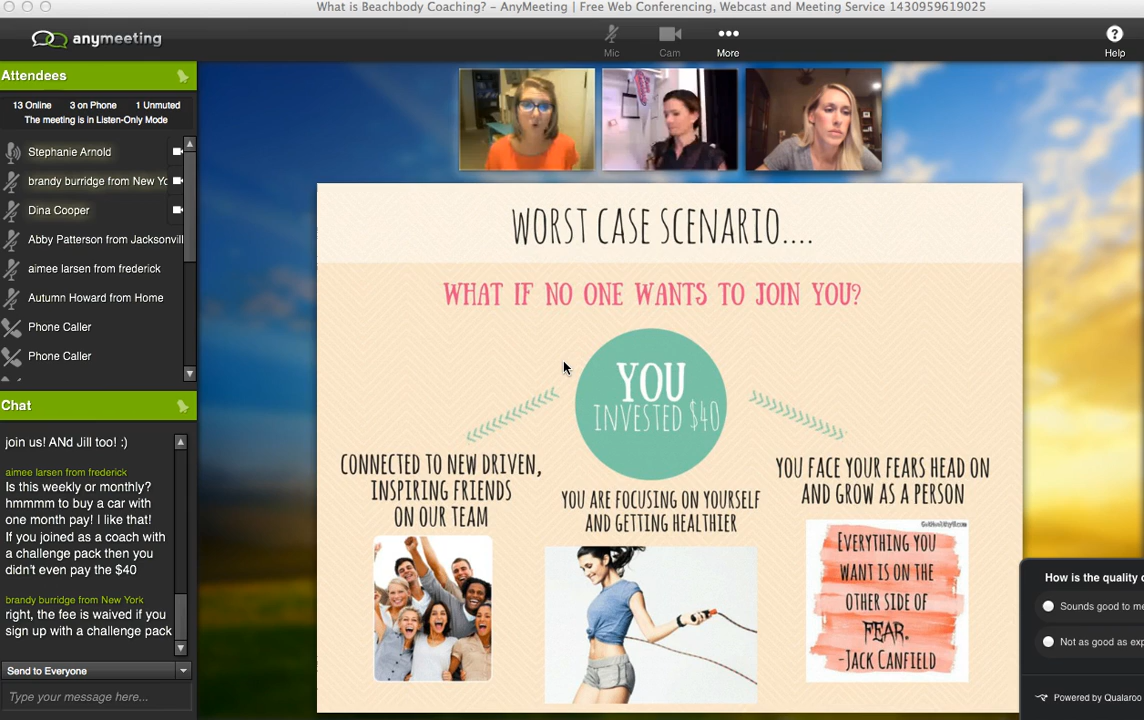 What is Beachbody Coaching? - AnyMeeting | Free Web Conferencing, Webcast and Meeting Service 1430959619025
anymeeting
Mic
Cam
More
Help
Attendees
13 Online 3 on Phone 1 Unmuted
The meeting is in Listen-Only Mode
Stephanie Arnold
brandy burridge from New Yo
Dina Cooper
Abby Patterson from Jacksonvill
aimee larsen from frederick
Autumn Howard from Home
Phone Caller
Phone Caller
Chat
join us! ANd Jill too! :)
aimee larsen from frederick
Is this weekly or monthly?
hmmmm to buy a car with
one month pay! I like that!
If you joined as a coach with
a challenge pack then you
didn't even pay the $40
brandy burridge from New York
right, the fee is waived if you
sign up with a challenge pack
Send to Everyone
Type your message here...
WORST CASE SCENARIO....
WHAT IF NO ONE WANTS TO JOIN YOU?
YOU
INVESTED $40
CONNECTED TO NEW DRIVEN,
INSPIRING FRIENDS
ON OUR TEAM
YOU ARE FOCUSING ON YOURSELF
AND GETTING HEALTHIER
YOU FACE YOUR FEARS HEAD ON
AND GROW AS A PERSON
GetHealthyU.com
EVERYTHING YOU
WANT IS ON THE
OTHER SIDE OF
FEAR.
-JACK CANFIELD
How is the quality o
Sounds good to me
Not as good as exp
Powered by Qualaroo